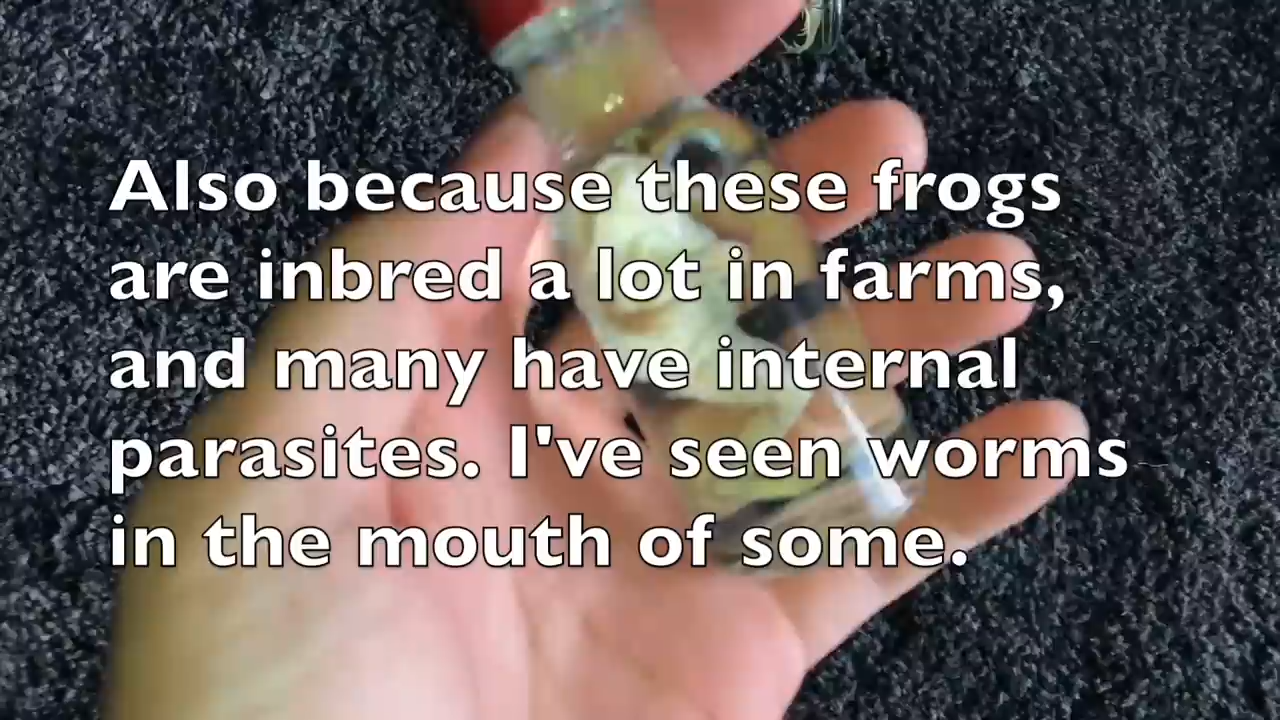 Also because these frogs
are inbred a lot in farms,
and many have internal
parasites. I've seen worms
in the mouth of some.